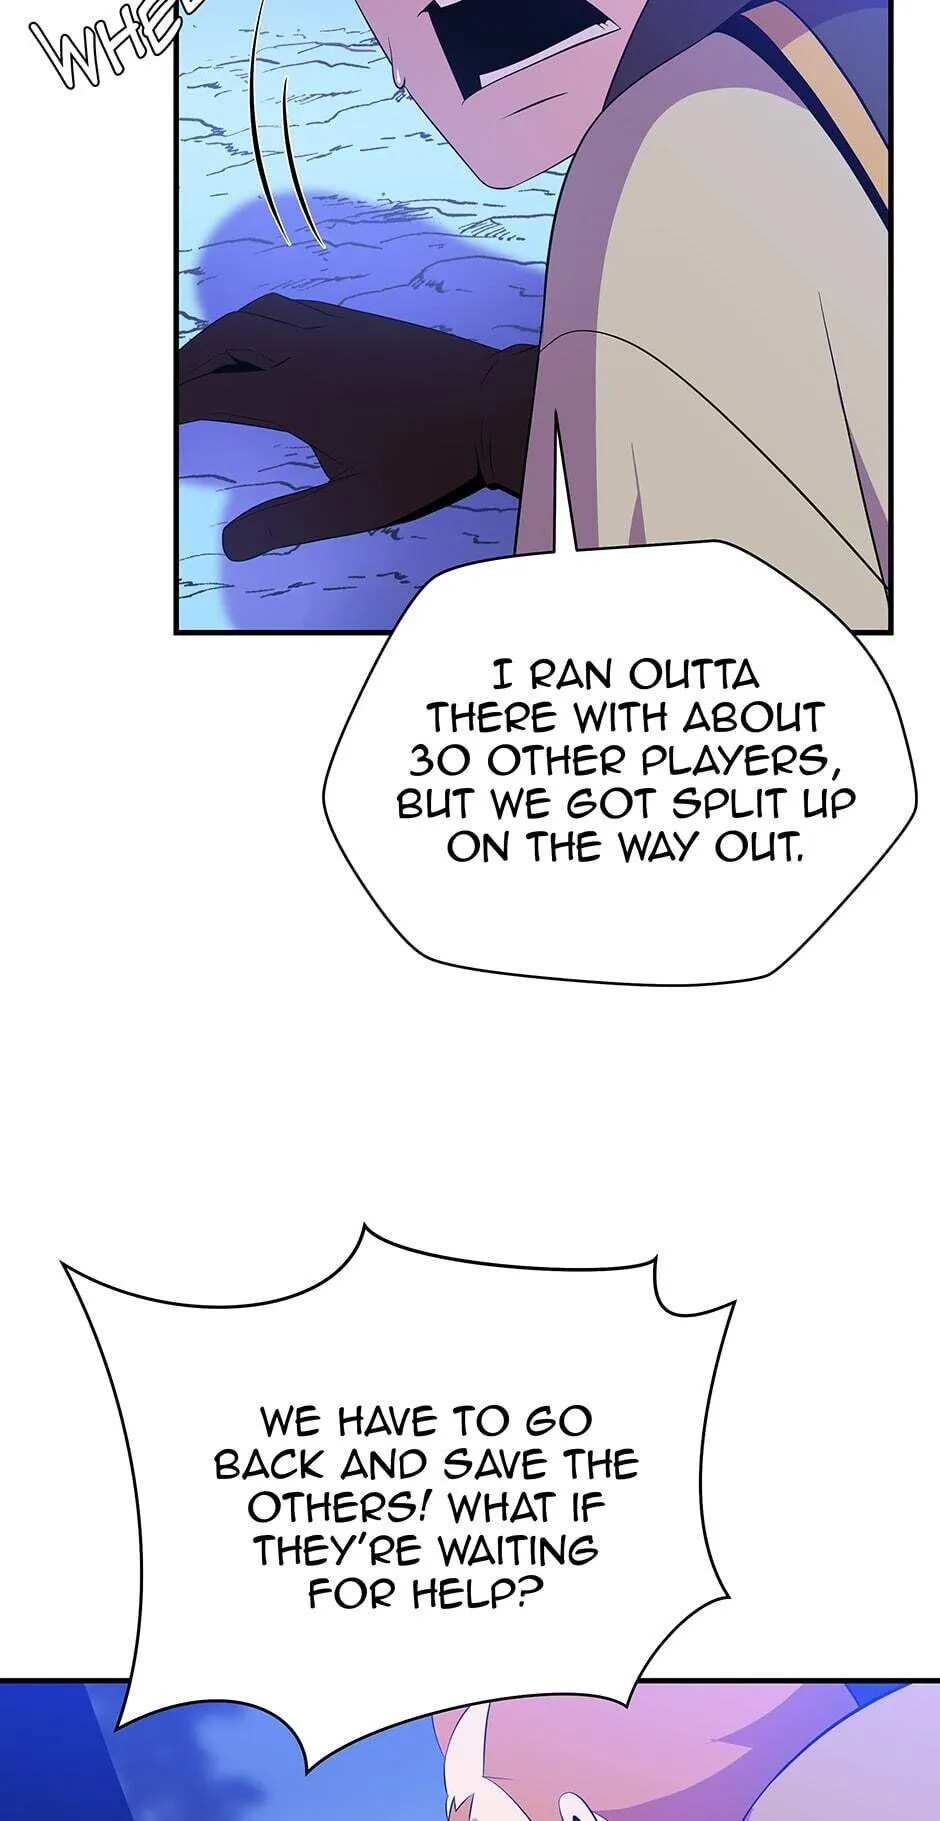 I RAN OUTTA
THERE WITH ABOUT
30 OTHER PLAYERS,
BUT WE GOT SPLIT UP
ON THE WAY OUT.
WE HAVE TO GO
BACK AND SAVE THE
OTHERS! WHAT IF
THEY'RE WAITING
FOR HELP?